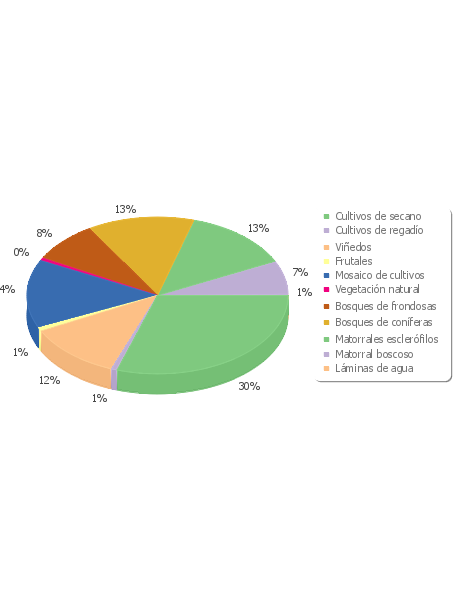 13%
13%
8%
0%
7%
4%
1%
1%
12%
1%
30%
Cultivos de secano
Cultivos de regadío
Viñedos
Frutales
Mosaico de cultivos
Vegetación natural
Bosques de frondosas
Bosques de coníferas
Matorrales esclerófilos
Matorral boscoso
Láminas de agua